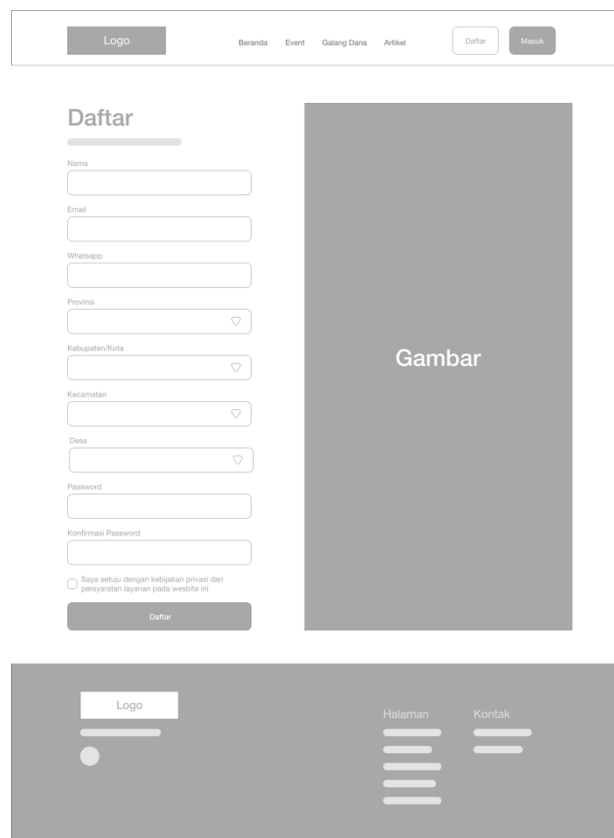 Logo
Beranda Event Galang Dana Artikel Daftar Masuk
Daftar
Nama
Email
Whatsapp
Provinsi
Kabupaten/Kota
Kecamatan
Desa
Password
Konfirmasi Password
Saya setuju dengan kebijakan privasi dan
persyaratan layanan pada wesbite ini
Daftar
Gambar
Logo
Halaman
Kontak